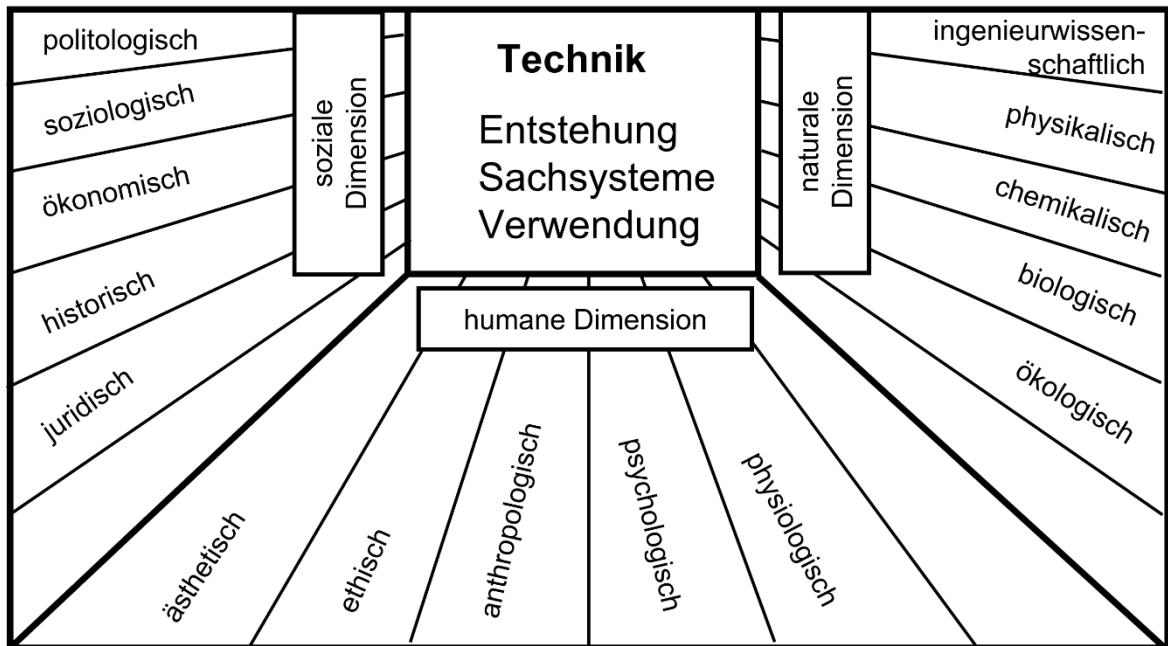 politologisch
soziologisch
ökonomisch
historisch
juridisch
soziale
Dimension
Technik
Entstehung
Sachsysteme
Verwendung
naturale
Dimension
ingenieurwissen-
schaftlich
physikalisch
chemikalisch
biologisch
ökologisch
humane Dimension
ästhetisch
ethisch
anthropologisch
psychologisch
physiologisch